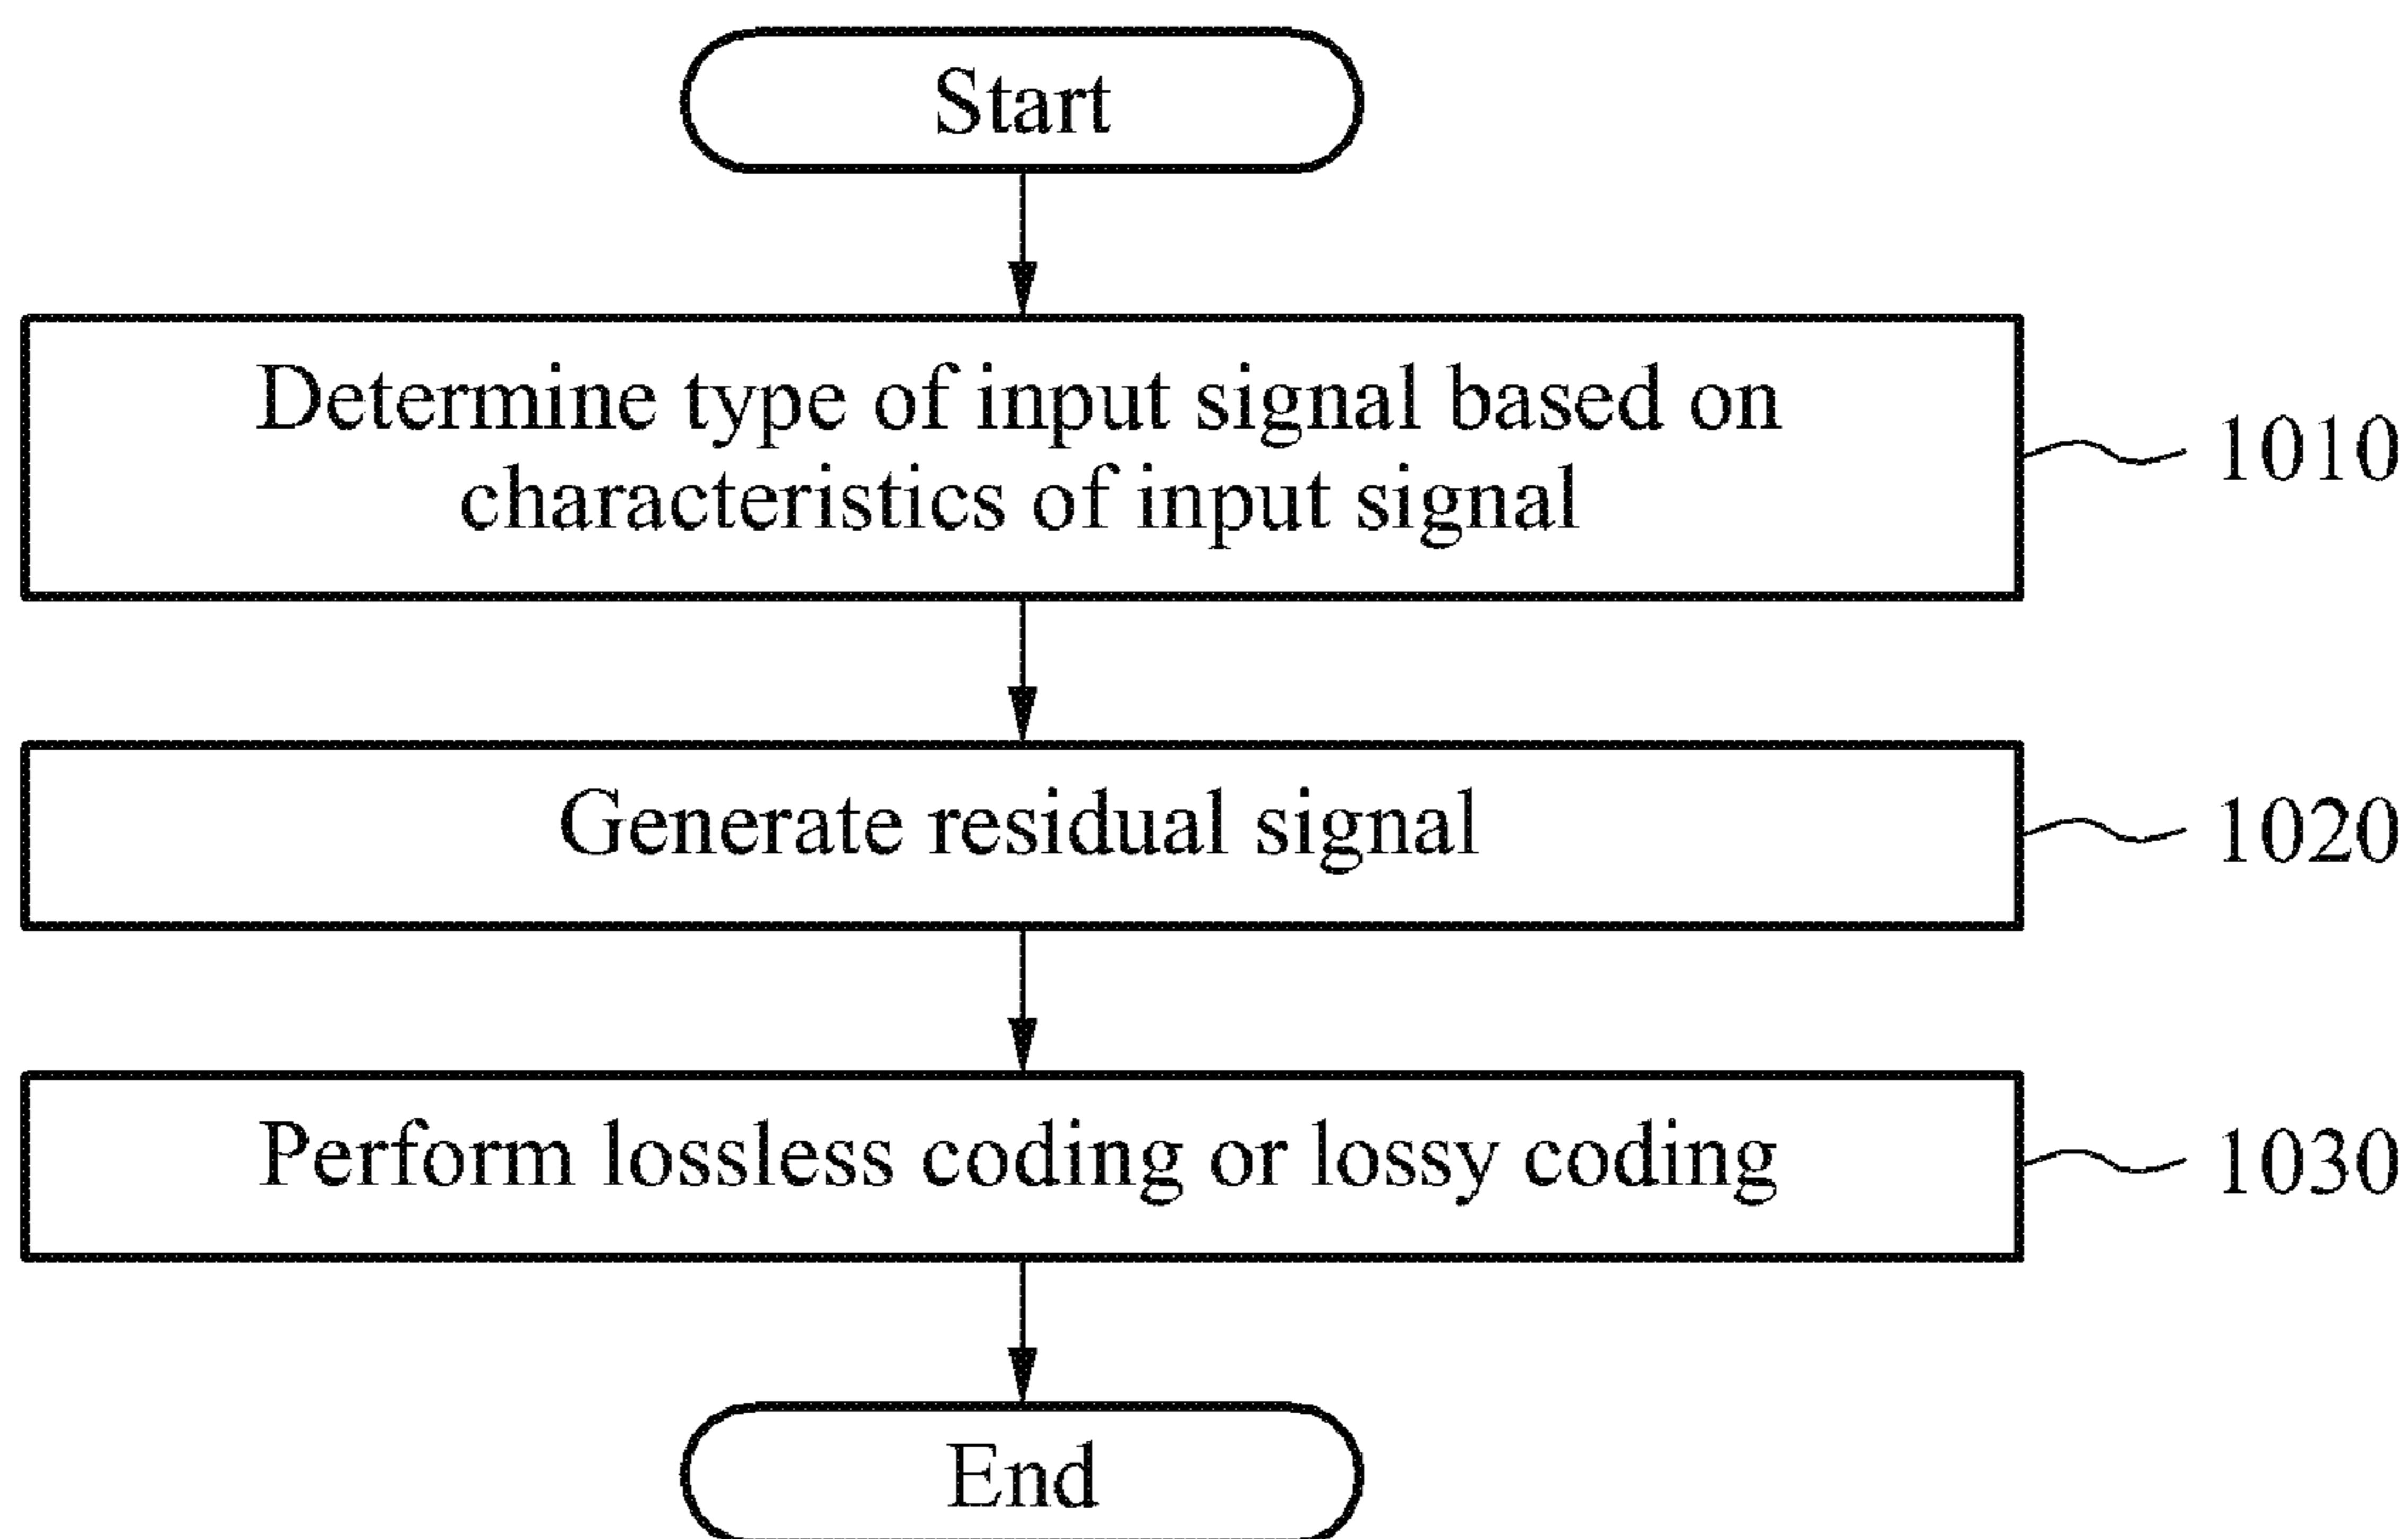 Start
Determine type of input signal based on
characteristics of input signal
1010
Generate residual signal
1020
Perform lossless coding or lossy coding
1030
End